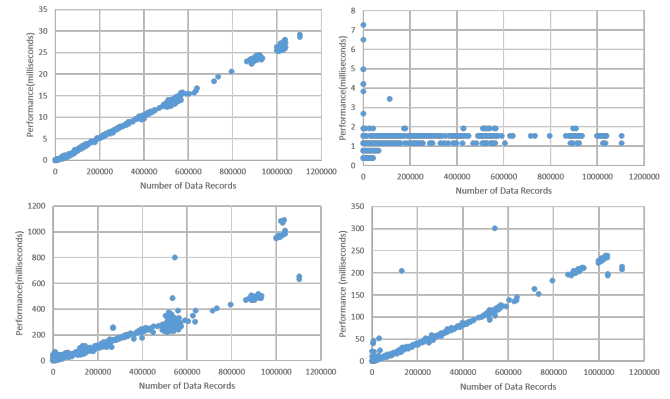 Performance(milliseconds)
35
30
25
20
15
10
5
0
0 200000 400000 600000 800000 1000000 1200000
Number of Data Records
Performance(milliseconds)
8
7
6
5
4
3
2
1
0
0 200000 400000 600000 800000 1000000 1200000
Number of Data Records
Performance (milliseconds)
1200
1000
800
600
400
200
0
0 200000 400000 600000 800000 1000000 1200000
Number of Data Records
Performance (milliseconds)
350
300
250
200
150
100
50
0
0 200000 400000 600000 800000 1000000 1200000
Number of Data Records